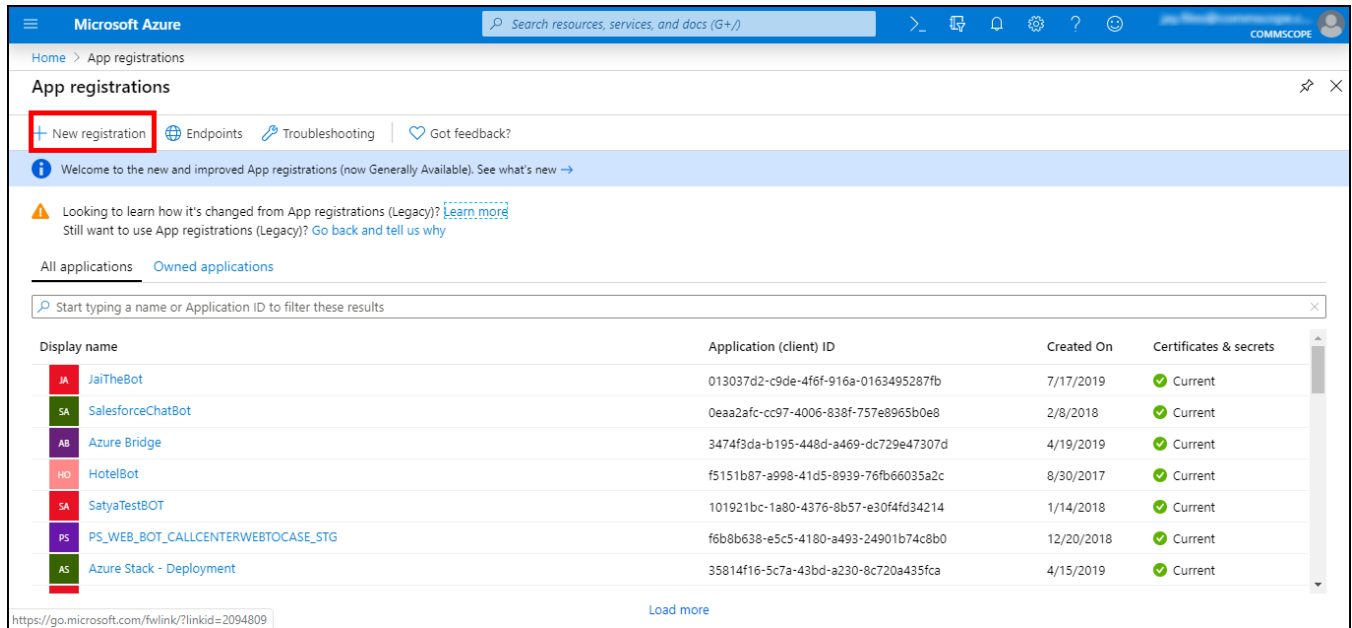 Microsoft Azure
Search resources, services, and docs (G+/)
COMMSCOPE
Home > App registrations
App registrations
New registration
Endpoints
Troubleshooting
Got feedback?
Welcome to the new and improved App registrations (now Generally Available). See what's new →
Looking to learn how it's changed from App registrations (Legacy)? Learn more
Still want to use App registrations (Legacy)? Go back and tell us why
All applications
Owned applications
Start typing a name or Application ID to filter these results
Display name Application (client) ID Created On Certificates & secrets
JA JaiTheBot 013037d2-c9de-4f6f-916a-0163495287fb 7/17/2019 Current
SA SalesforceChatBot 0eaa2afc-cc97-4006-838f-757e8965b0e8 2/8/2018 Current
AB Azure Bridge 3474f3da-b195-448d-a469-dc729e47307d 4/19/2019 Current
HO HotelBot f5151b87-a998-41d5-8939-76fb66035a2c 8/30/2017 Current
SA SatyaTestBOT 101921bc-1a80-4376-8b57-e30f4fd34214 1/14/2018 Current
PS PS_WEB_BOT_CALLCENTERWEBTOCASE_STG f6b8b638-e5c5-4180-a493-24901b74c8b0 12/20/2018 Current
AS Azure Stack - Deployment 35814f16-5c7a-43bd-a230-8c720a435fca 4/15/2019 Current
Load more
https://go.microsoft.com/fwlink/?linkid=2094809